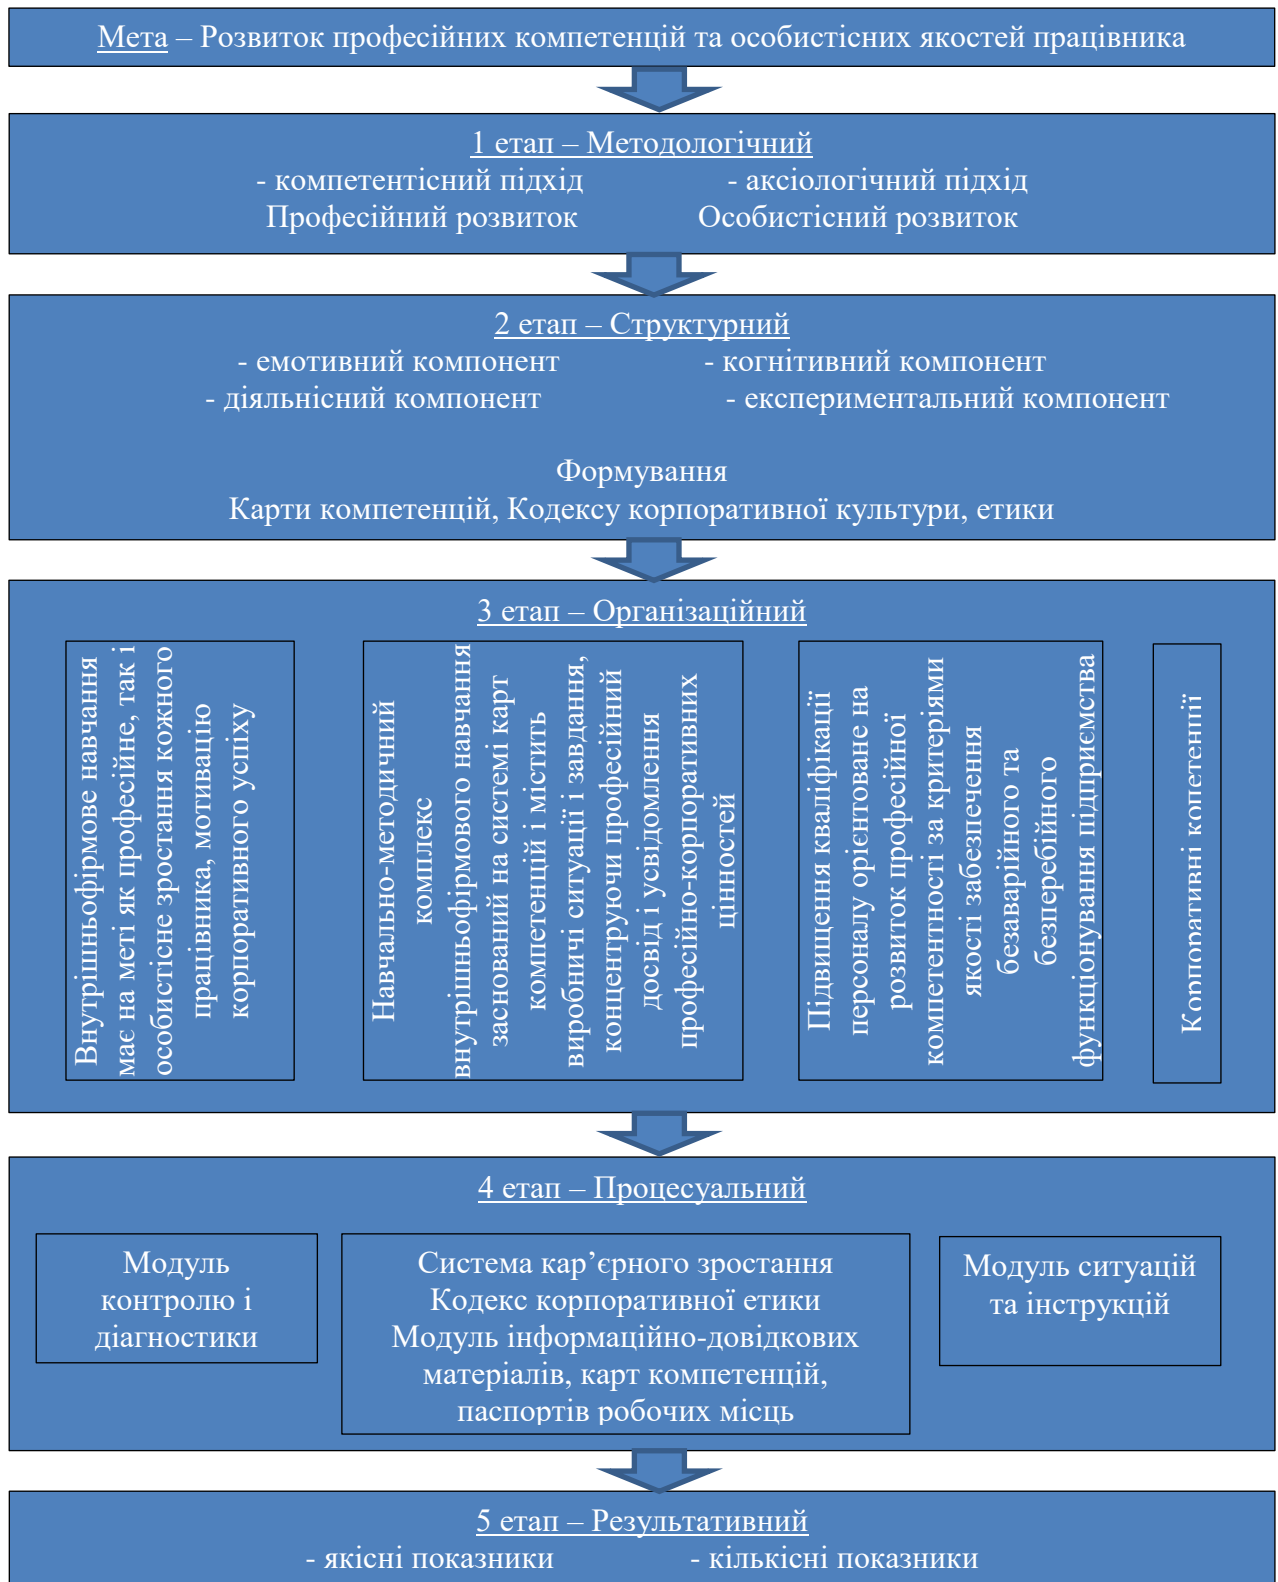 Мета – Розвиток професійних компетенцій та особистісних якостей працівника
1 етап – Методологічний
- компетентісний підхід - аксіологічний підхід
Професійний розвиток Особистісний розвиток
2 етап – Структурний
- емотивний компонент - когнітивний компонент
- діяльнісний компонент - експериментальний компонент
Формування
Карти компетенцій, Кодексу корпоративної культури, етики
3 етап – Організаційний
Внутрішньофірмове навчання
має на меті як професійне, так і
особистісне зростання кожного
працівника, мотивацію
корпоративного успіху
Навчально-методичний
комплекс
внутрішньофірмового навчання
заснований на системі карт
компетенцій і містить
виробничі ситуації і завдання,
концентруючи професійний
досвід і усвідомлення
професійно-корпоративних
цінностей
Підвищення кваліфікації
персоналу орієнтоване на
розвиток професійної
компетентності за критеріями
якості забезпечення
безаварійного та
безперебійного
функціонування підприємства
Корпоративні копетенції
4 етап – Процесуальний
Модуль
контролю і
діагностики
Система кар’єрного зростання
Кодекс корпоративної етики
Модуль інформаційно-довідкових
матеріалів, карт компетенцій,
паспортів робочих місць
Модуль ситуацій
та інструкцій
5 етап – Результативний
- якісні показники - кількісні показники